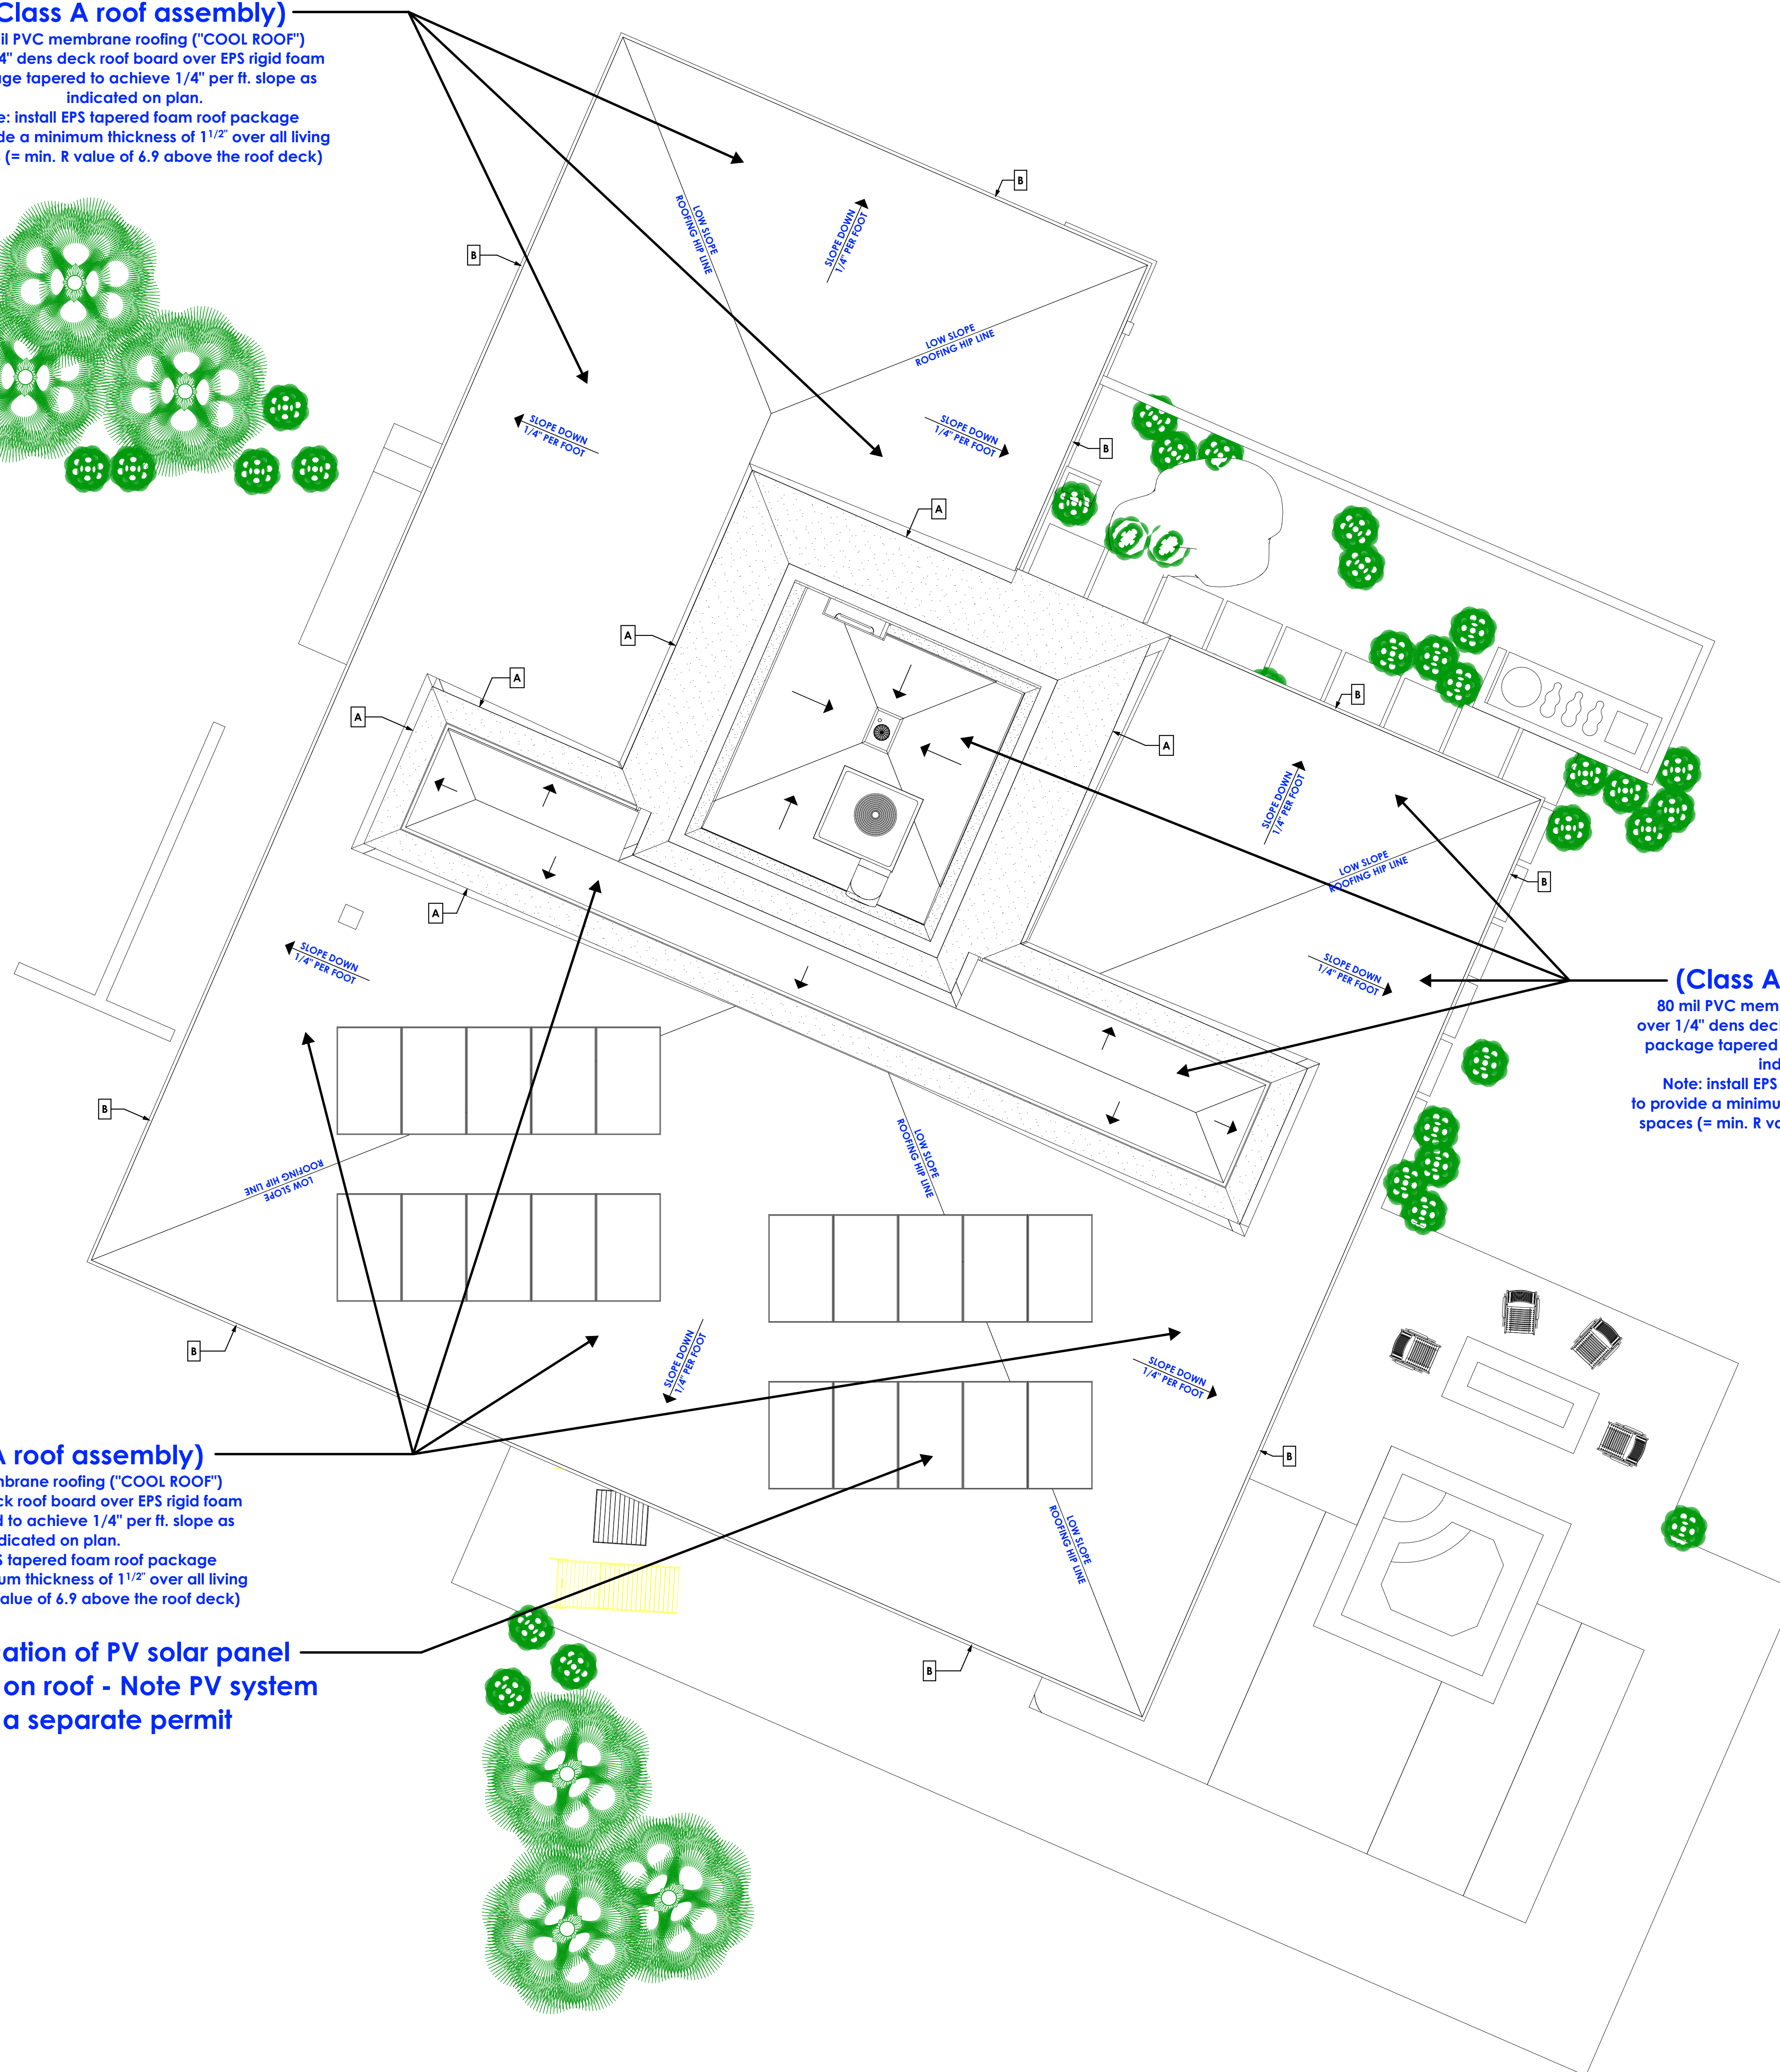 (Class A roof assembly)
il PVC membrane roofing ("COOL ROOF")
4" dens deck roof board over EPS rigid foam
ge tapered to achieve 1/4" per ft. slope as
indicated on plan.
e: install EPS tapered foam roof package
de a minimum thickness of 1 1/2" over all living
(= min. R value of 6.9 above the roof deck)
B
LOW SLOPE
ROOFING HIP LINE
SLOPE DOWN
1/4" PER FOOT
B
LOW SLOPE
ROOFING HIP LINE
SLOPE DOWN
1/4" PER FOOT
SLOPE DOWN
1/4" PER FOOT
B
A
A
A
B
A
A
SLOPE DOWN
1/4" PER FOOT
LOW SLOPE
ROOFING HIP LINE
B
A
SLOPE DOWN
1/4" PER FOOT
SLOPE DOWN
1/4" PER FOOT
(Class A
80 mil PVC mem
over 1/4" dens dec
package tapered
ind
Note: install EPS
to provide a minimu
spaces (= min. R va
B
LOW SLOPE
ROOFING HIP LINE
LOW SLOPE
ROOFING HIP LINE
B
SLOPE DOWN
1/4" PER FOOT
SLOPE DOWN
1/4" PER FOOT
A roof assembly)
mbrane roofing ("COOL ROOF")
ck roof board over EPS rigid foam
d to achieve 1/4" per ft. slope as
dicated on plan.
S tapered foam roof package
um thickness of 1 1/2" over all living
alue of 6.9 above the roof deck)
B
LOW SLOPE
ROOFING HIP LINE
cation of PV solar panel
on roof - Note PV system
a separate permit
B